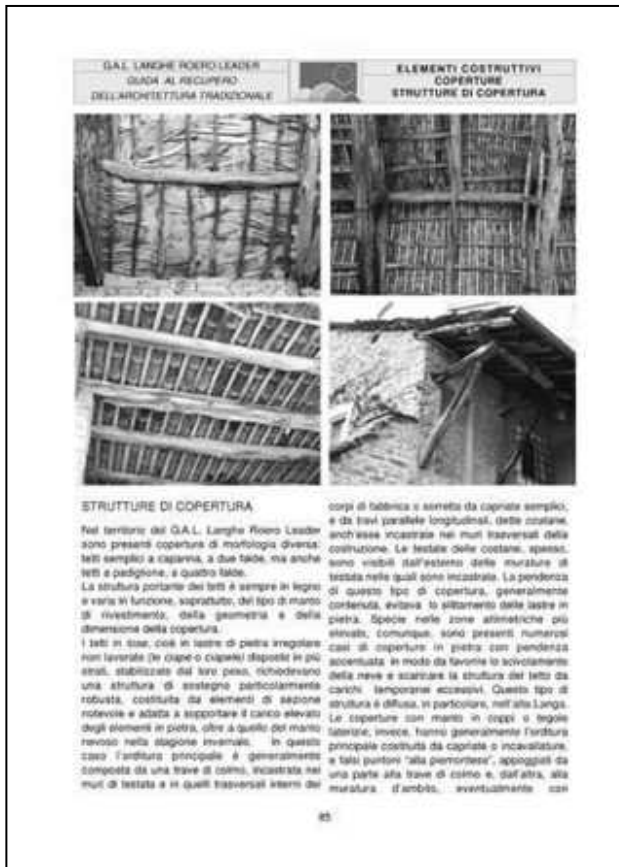 G.A.L. LANGHE ROERO LEADER
GUIDA AL RECUPERO
DELL'ARCHITETTURA TRADIZIONALE
ELEMENTI COSTRUTTIVI
COPERTURE
STRUTTURE DI COPERTURA
STRUTTURE DI COPERTURA
Nel territorio del G.A.L. Langhe Roero Leader
sono presenti coperture di morfologia diversa:
tetti semplici a capanna, a due falde, ma anche
tetti a padiglione, a quattro falde.
La struttura portante dei tetti è sempre in legno
e varia in funzione, soprattutto, del tipo di manto
di rivestimento, della geometria e della
dimensione della copertura.
I tetti in lose, cioè in lastre di pietra irregolare
non lavorate (le ciape o ciapele) disposte in più
strati, stabilizzate dal loro peso, richiedevano
una struttura di sostegno particolarmente
robusta, costituita da elementi di sezione
notevole e adatta a sopportare il carico elevato
degli elementi in pietra, oltre a quello del manto
nevoso nella stagione invernale. In questo
caso l'orditura principale è generalmente
composta da una trave di colmo, incastrata nei
muri di testata e in quelli trasversali interni dei
corpi di fabbrica o sorretta da capriate semplici,
e da travi parallele longitudinali, dette costane,
anch'esse incastrate nei muri trasversali della
costruzione. Le testate delle costane, spesso,
sono visibili dall'esterno delle murature di
testata nelle quali sono incastrate. La pendenza
di questo tipo di copertura, generalmente
contenuta, evitava lo slittamento delle lastre in
pietra. Specie nelle zone altimetriche più
elevate, comunque, sono presenti numerosi
casi di coperture in pietra con pendenza
accentuata in modo da favorire lo scivolamento
della neve e scaricare la struttura del tetto da
carichi temporanei eccessivi. Questo tipo di
struttura è diffusa, in particolare, nell'alta Langa.
Le coperture con manto in coppi o tegole
laterizie, invece, hanno generalmente l'orditura
principale costituita da capriate o incavallature,
e falsi puntoni "alla piemontese", appoggiati da
una parte alla trave di colmo e, dall'altra, alla
muratura d'ambito, eventualmente con
85